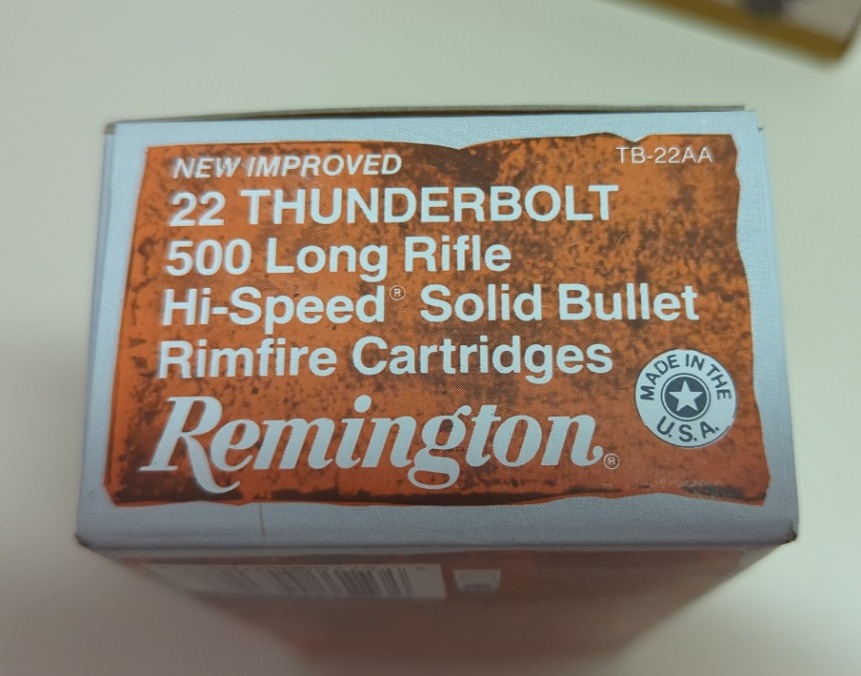 NEW IMPROVED
TB-22AA
22 THUNDERBOLT
500 Long Rifle
Hi-Speed® Solid Bullet
Rimfire Cartridges
MADE IN THE
U.S.A.
Remington®